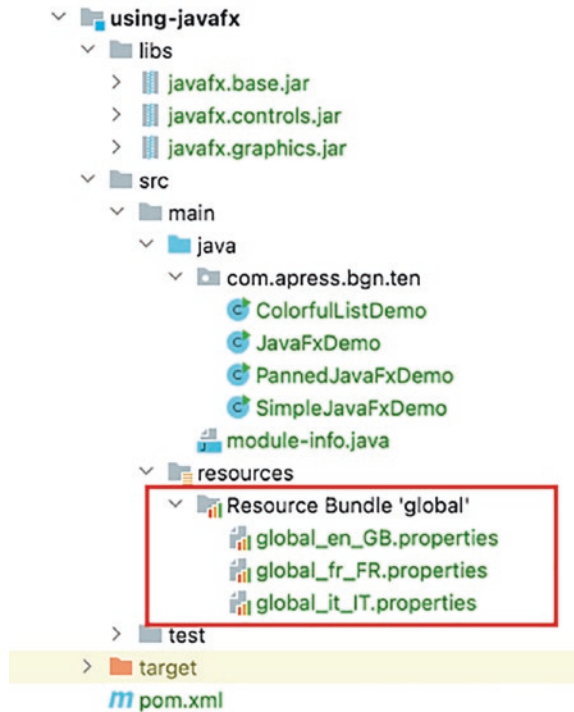 using-javafx
libs
javafx.base.jar
javafx.controls.jar
javafx.graphics.jar
src
main
java
com.apress.bgn.ten
ColorfulListDemo
JavaFxDemo
PannedJavaFxDemo
SimpleJavaFxDemo
module-info.java
resources
Resource Bundle 'global'
global_en_GB.properties
global_fr_FR.properties
global_it_IT.properties
test
target
pom.xml